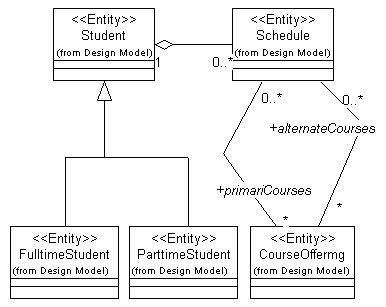 <<Entity>>
Student
(from Design Model)
<<Entity>>
Schedule
(from Design Model)
1
0..*
0..*
0..*
+alternateCourses
+primariCourses
*
*
<<Entity>>
FulltimeStudent
(from Design Model)
<<Entity>>
ParttimeStudent
(from Design Model)
<<Entity>>
CourseOffermg
(from Design Model)